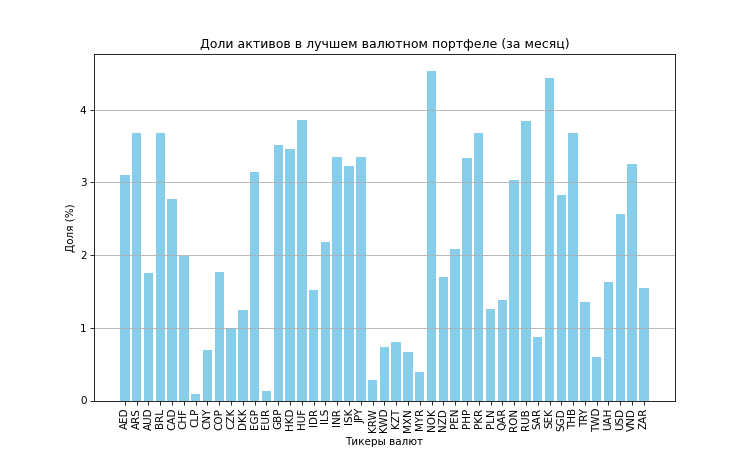 Доли активов в лучшем валютном портфеле (за месяц)
Доля (%)
4
3
2
1
0
AED ARS AUD BRL CAD CHF CLP CNY COP CZK DKK EGP EUR GBP HKD HUF IDR ILS INR ISK JPY KRW KWD KZT MXN MYR NOK NZD PEN PHP PKR PLN QAR RON RUB SAR SEK SGD THB TRY TWD UAH USD VND ZAR
Тикеры валют